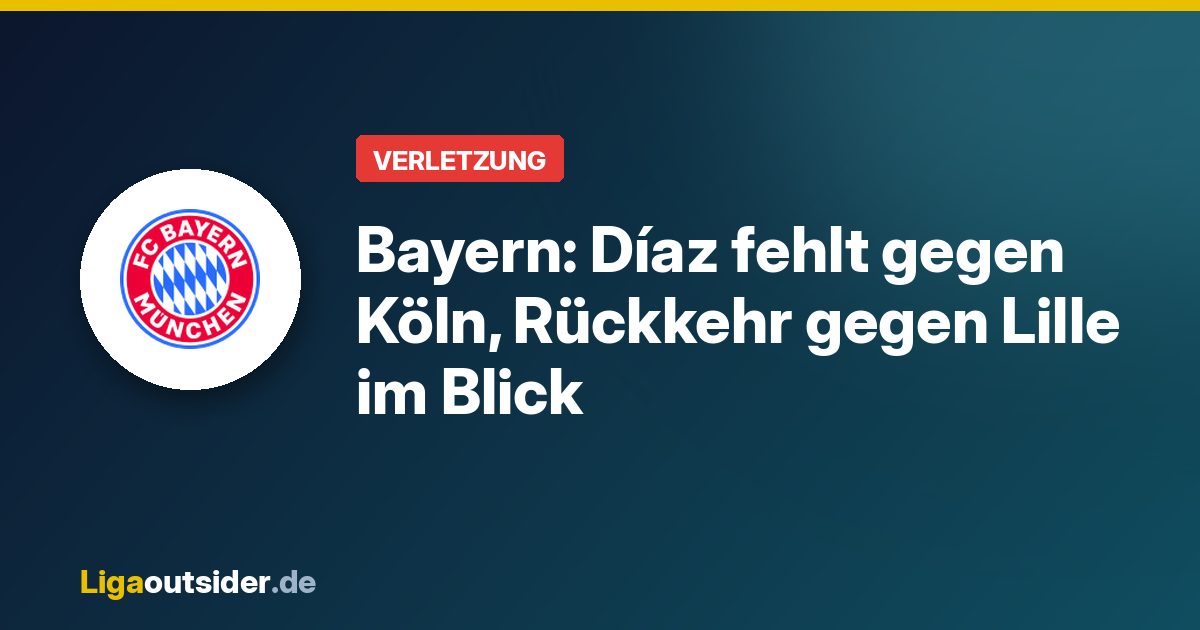 VERLETZUNG
FC BAYERN
MÜNCHEN
Bayern: Díaz fehlt gegen
Köln, Rückkehr gegen Lille
im Blick
Ligaoutsider.de